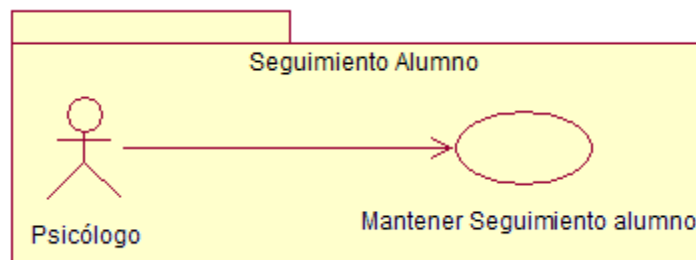 Seguimiento Alumno
Psicólogo
Mantener Seguimiento alumno